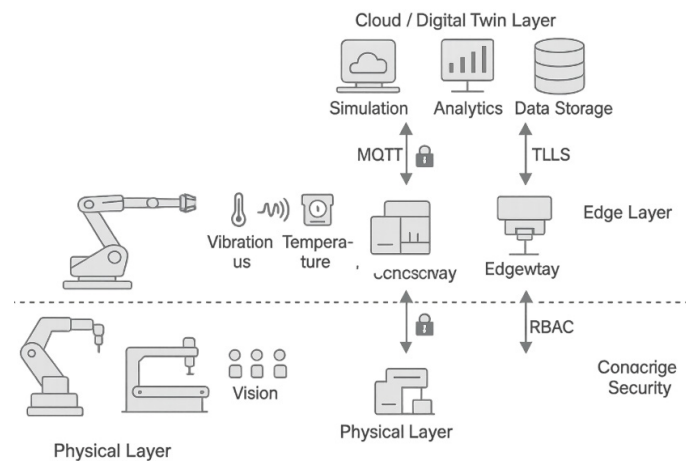 Cloud / Digital Twin Layer
Simulation
Analytics
Data Storage
MQTT
TLLS
Vibration
us
Tempera-
ture
Edgewtay
Edge Layer
RBAC
Vision
Physical Layer
Physical Layer
Security